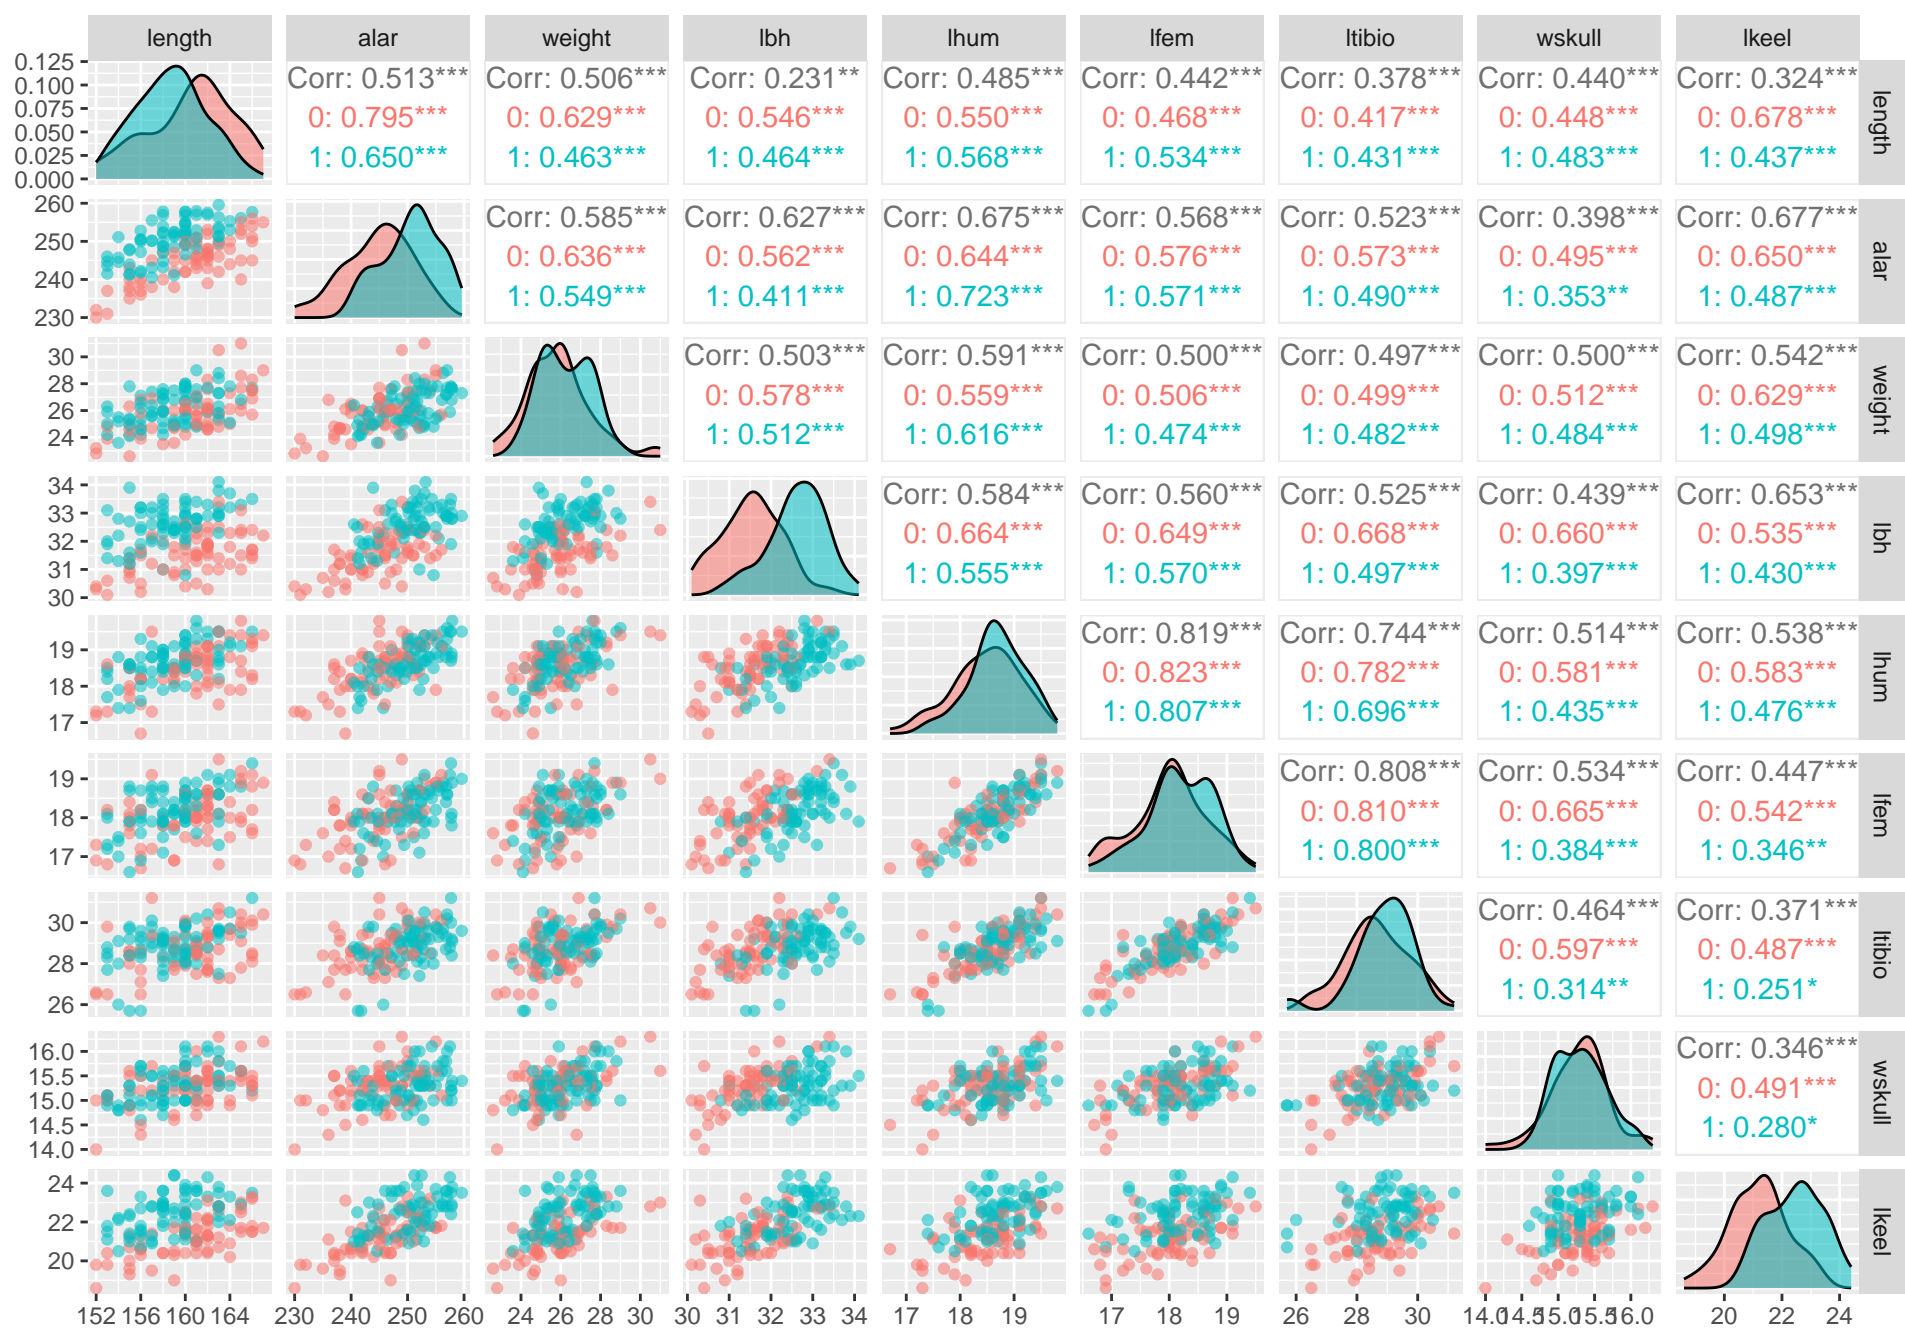 length alar weight lbh lhum lfem ltibio wskull lkeel
0.125
0.100
0.075
0.050
0.025
0.000
Corr: 0.513*** Corr: 0.506*** Corr: 0.231** Corr: 0.485*** Corr: 0.442*** Corr: 0.378*** Corr: 0.440*** Corr: 0.324***
0: 0.795*** 0: 0.629*** 0: 0.546*** 0: 0.550*** 0: 0.468*** 0: 0.417*** 0: 0.448*** 0: 0.678***
1: 0.650*** 1: 0.463*** 1: 0.464*** 1: 0.568*** 1: 0.534*** 1: 0.431*** 1: 0.483*** 1: 0.437***
length
260
250
240
230
Corr: 0.585*** Corr: 0.627*** Corr: 0.675*** Corr: 0.568*** Corr: 0.523*** Corr: 0.398*** Corr: 0.677***
0: 0.636*** 0: 0.562*** 0: 0.644*** 0: 0.576*** 0: 0.573*** 0: 0.495*** 0: 0.650***
1: 0.549*** 1: 0.411*** 1: 0.723*** 1: 0.571*** 1: 0.490*** 1: 0.353** 1: 0.487***
alar
30
28
26
24
Corr: 0.503*** Corr: 0.591*** Corr: 0.500*** Corr: 0.497*** Corr: 0.500*** Corr: 0.542***
0: 0.578*** 0: 0.559*** 0: 0.506*** 0: 0.499*** 0: 0.512*** 0: 0.629***
1: 0.512*** 1: 0.616*** 1: 0.474*** 1: 0.482*** 1: 0.484*** 1: 0.498***
weight
34
33
32
31
30
Corr: 0.584*** Corr: 0.560*** Corr: 0.525*** Corr: 0.439*** Corr: 0.653***
0: 0.664*** 0: 0.649*** 0: 0.668*** 0: 0.660*** 0: 0.535***
1: 0.555*** 1: 0.570*** 1: 0.497*** 1: 0.397*** 1: 0.430***
lbh
19
18
17
Corr: 0.819*** Corr: 0.744*** Corr: 0.514*** Corr: 0.538***
0: 0.823*** 0: 0.782*** 0: 0.581*** 0: 0.583***
1: 0.807*** 1: 0.696*** 1: 0.435*** 1: 0.476***
lhum
19
18
17
Corr: 0.808*** Corr: 0.534*** Corr: 0.447***
0: 0.810*** 0: 0.665*** 0: 0.542***
1: 0.800*** 1: 0.384*** 1: 0.346**
lfem
30
28
26
Corr: 0.464*** Corr: 0.371***
0: 0.597*** 0: 0.487***
1: 0.314** 1: 0.251*
ltibio
16.0
15.5
15.0
14.5
14.0
Corr: 0.346***
0: 0.491***
1: 0.280*
wskull
24
22
20
lkeel
152 156 160 164 230 240 250 260 24 26 28 30 30 31 32 33 34 17 18 19 17 18 19 26 28 30 14.0 14.5 15.0 15.5 16.0 20 22 24